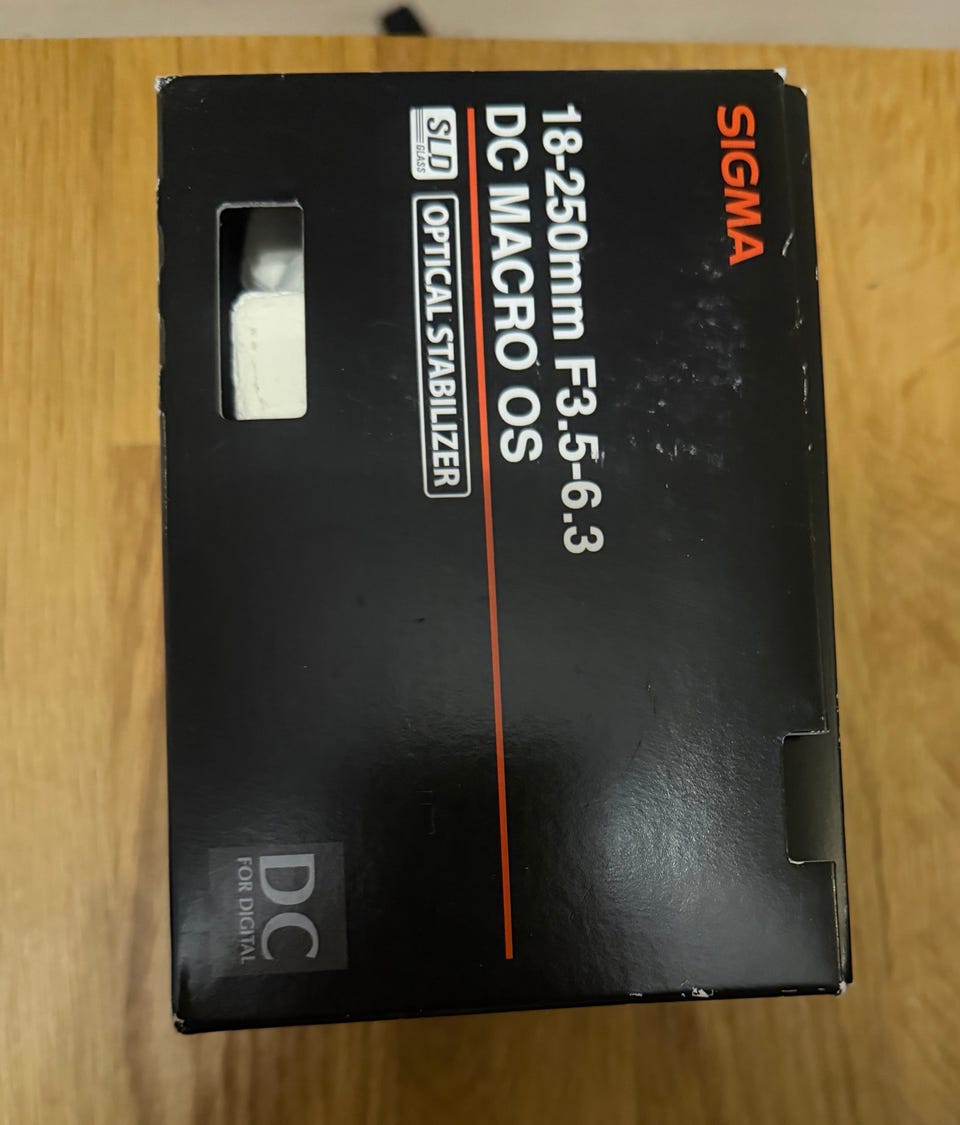 SIGMA
18-250mm F3.5-6.3
DC MACRO OS
SLD GLASS
OPTICAL STABILIZER
DC
FOR DIGITAL